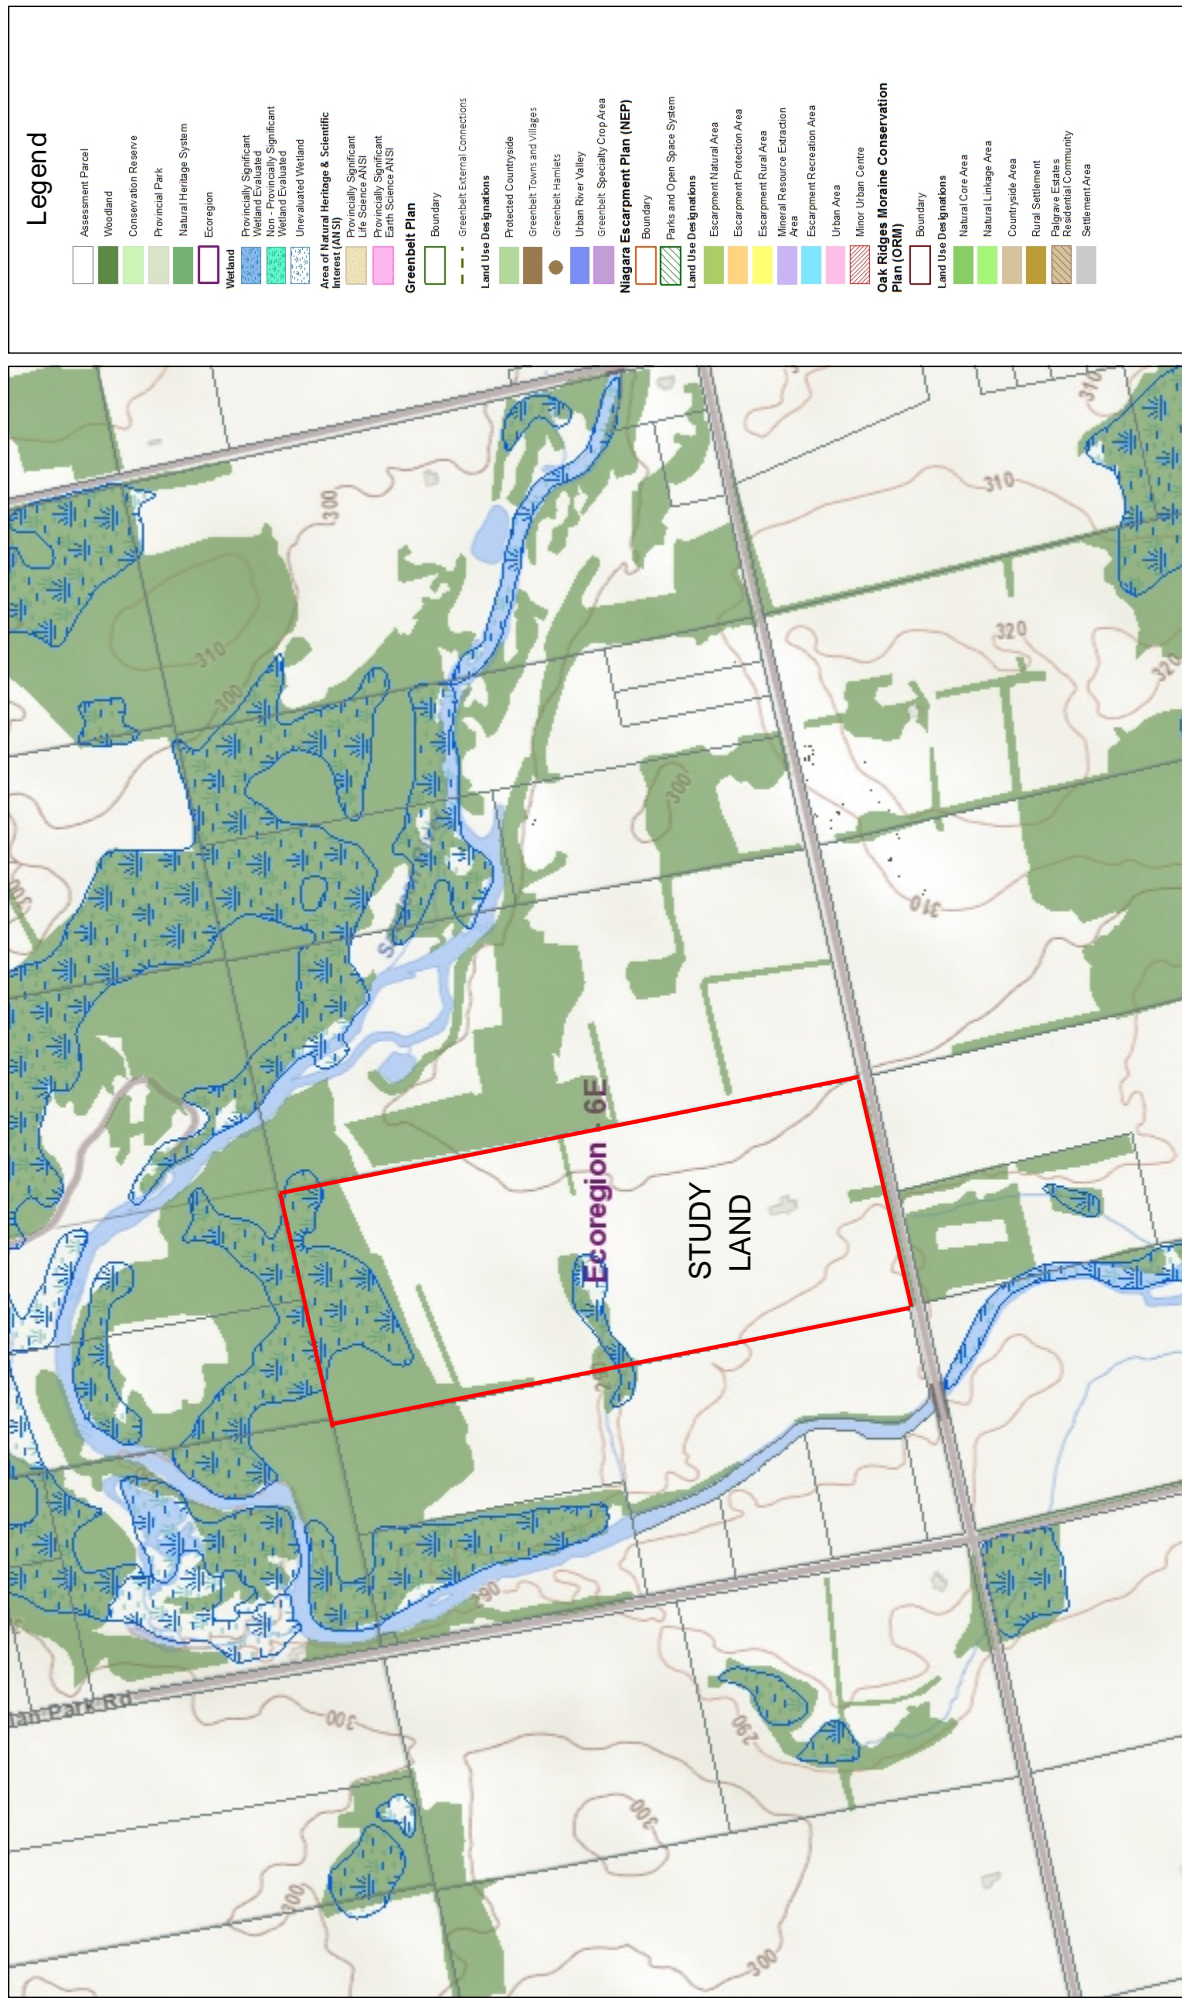 Legend
Assessment Parcel
Woodland
Conservation Reserve
Provincial Park
Natural Heritage System
Ecoregion
Wetland
Provincially Significant
Wetland Evaluated
Non - Provincially Significant
Wetland Evaluated
Unevaluated Wetland
Area of Natural Heritage & Scientific
Interest (ANSI)
Provincially Significant
Life Science ANSI
Provincially Significant
Earth Science ANSI
Greenbelt Plan
Boundary
Greenbelt External Connections
Land Use Designations
Protected Countryside
Greenbelt Towns and Villages
Greenbelt Hamlets
Urban River Valley
Greenbelt Specialty Crop Area
Niagara Escarpment Plan (NEP)
Boundary
Parks and Open Space System
Land Use Designations
Escarpment Natural Area
Escarpment Protection Area
Escarpment Rural Area
Mineral Resource Extraction
Area
Escarpment Recreation Area
Urban Area
Minor Urban Centre
Oak Ridges Moraine Conservation
Plan (ORM)
Boundary
Land Use Designations
Natural Core Area
Natural Linkage Area
Countryside Area
Rural Settlement
Palgrave Estates
Residential Community
Settlement Area
Ecoregion - 6E
STUDY
LAND
Park Rd
300
310
300
300
310
310
320
320
300
310
290
300
290
300
300
300